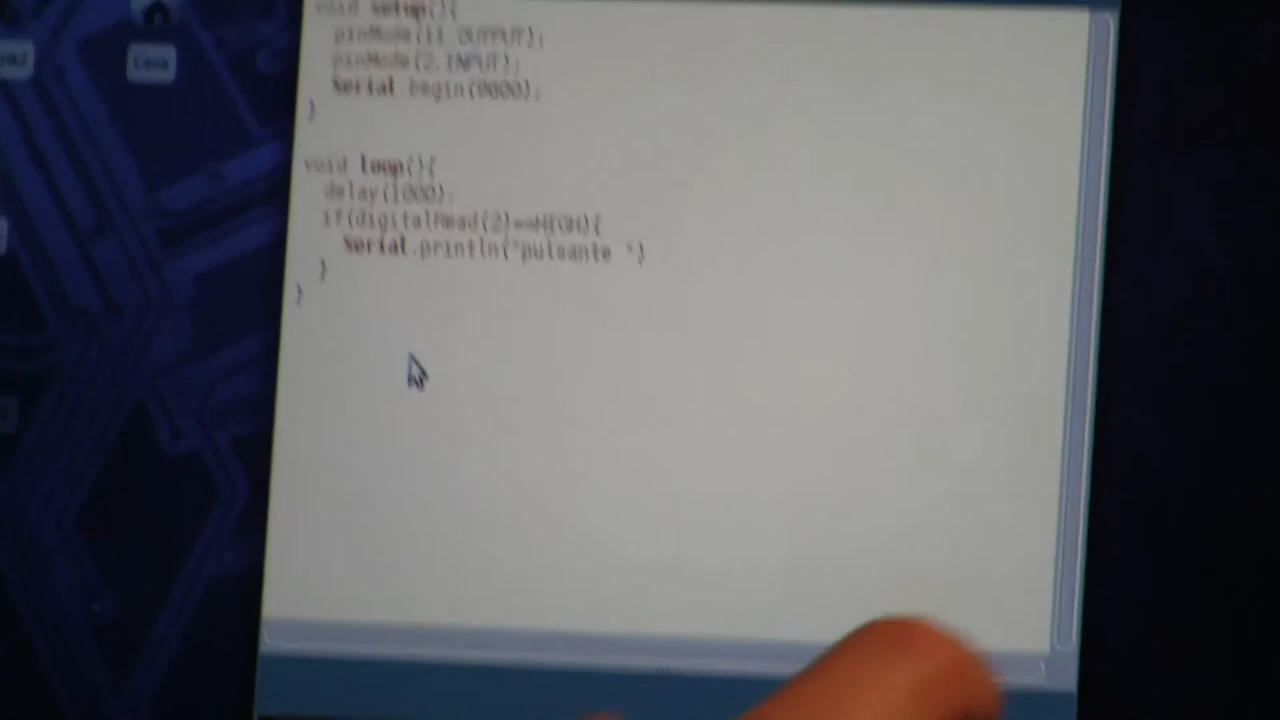 void setup(){
pinMode(11,OUTPUT);
pinMode(2,INPUT);
Serial.begin(9600);
}
void loop(){
delay(1000);
if(digitalRead(2)==HIGH){
Serial.println("pulsante ")
}
}
Casa